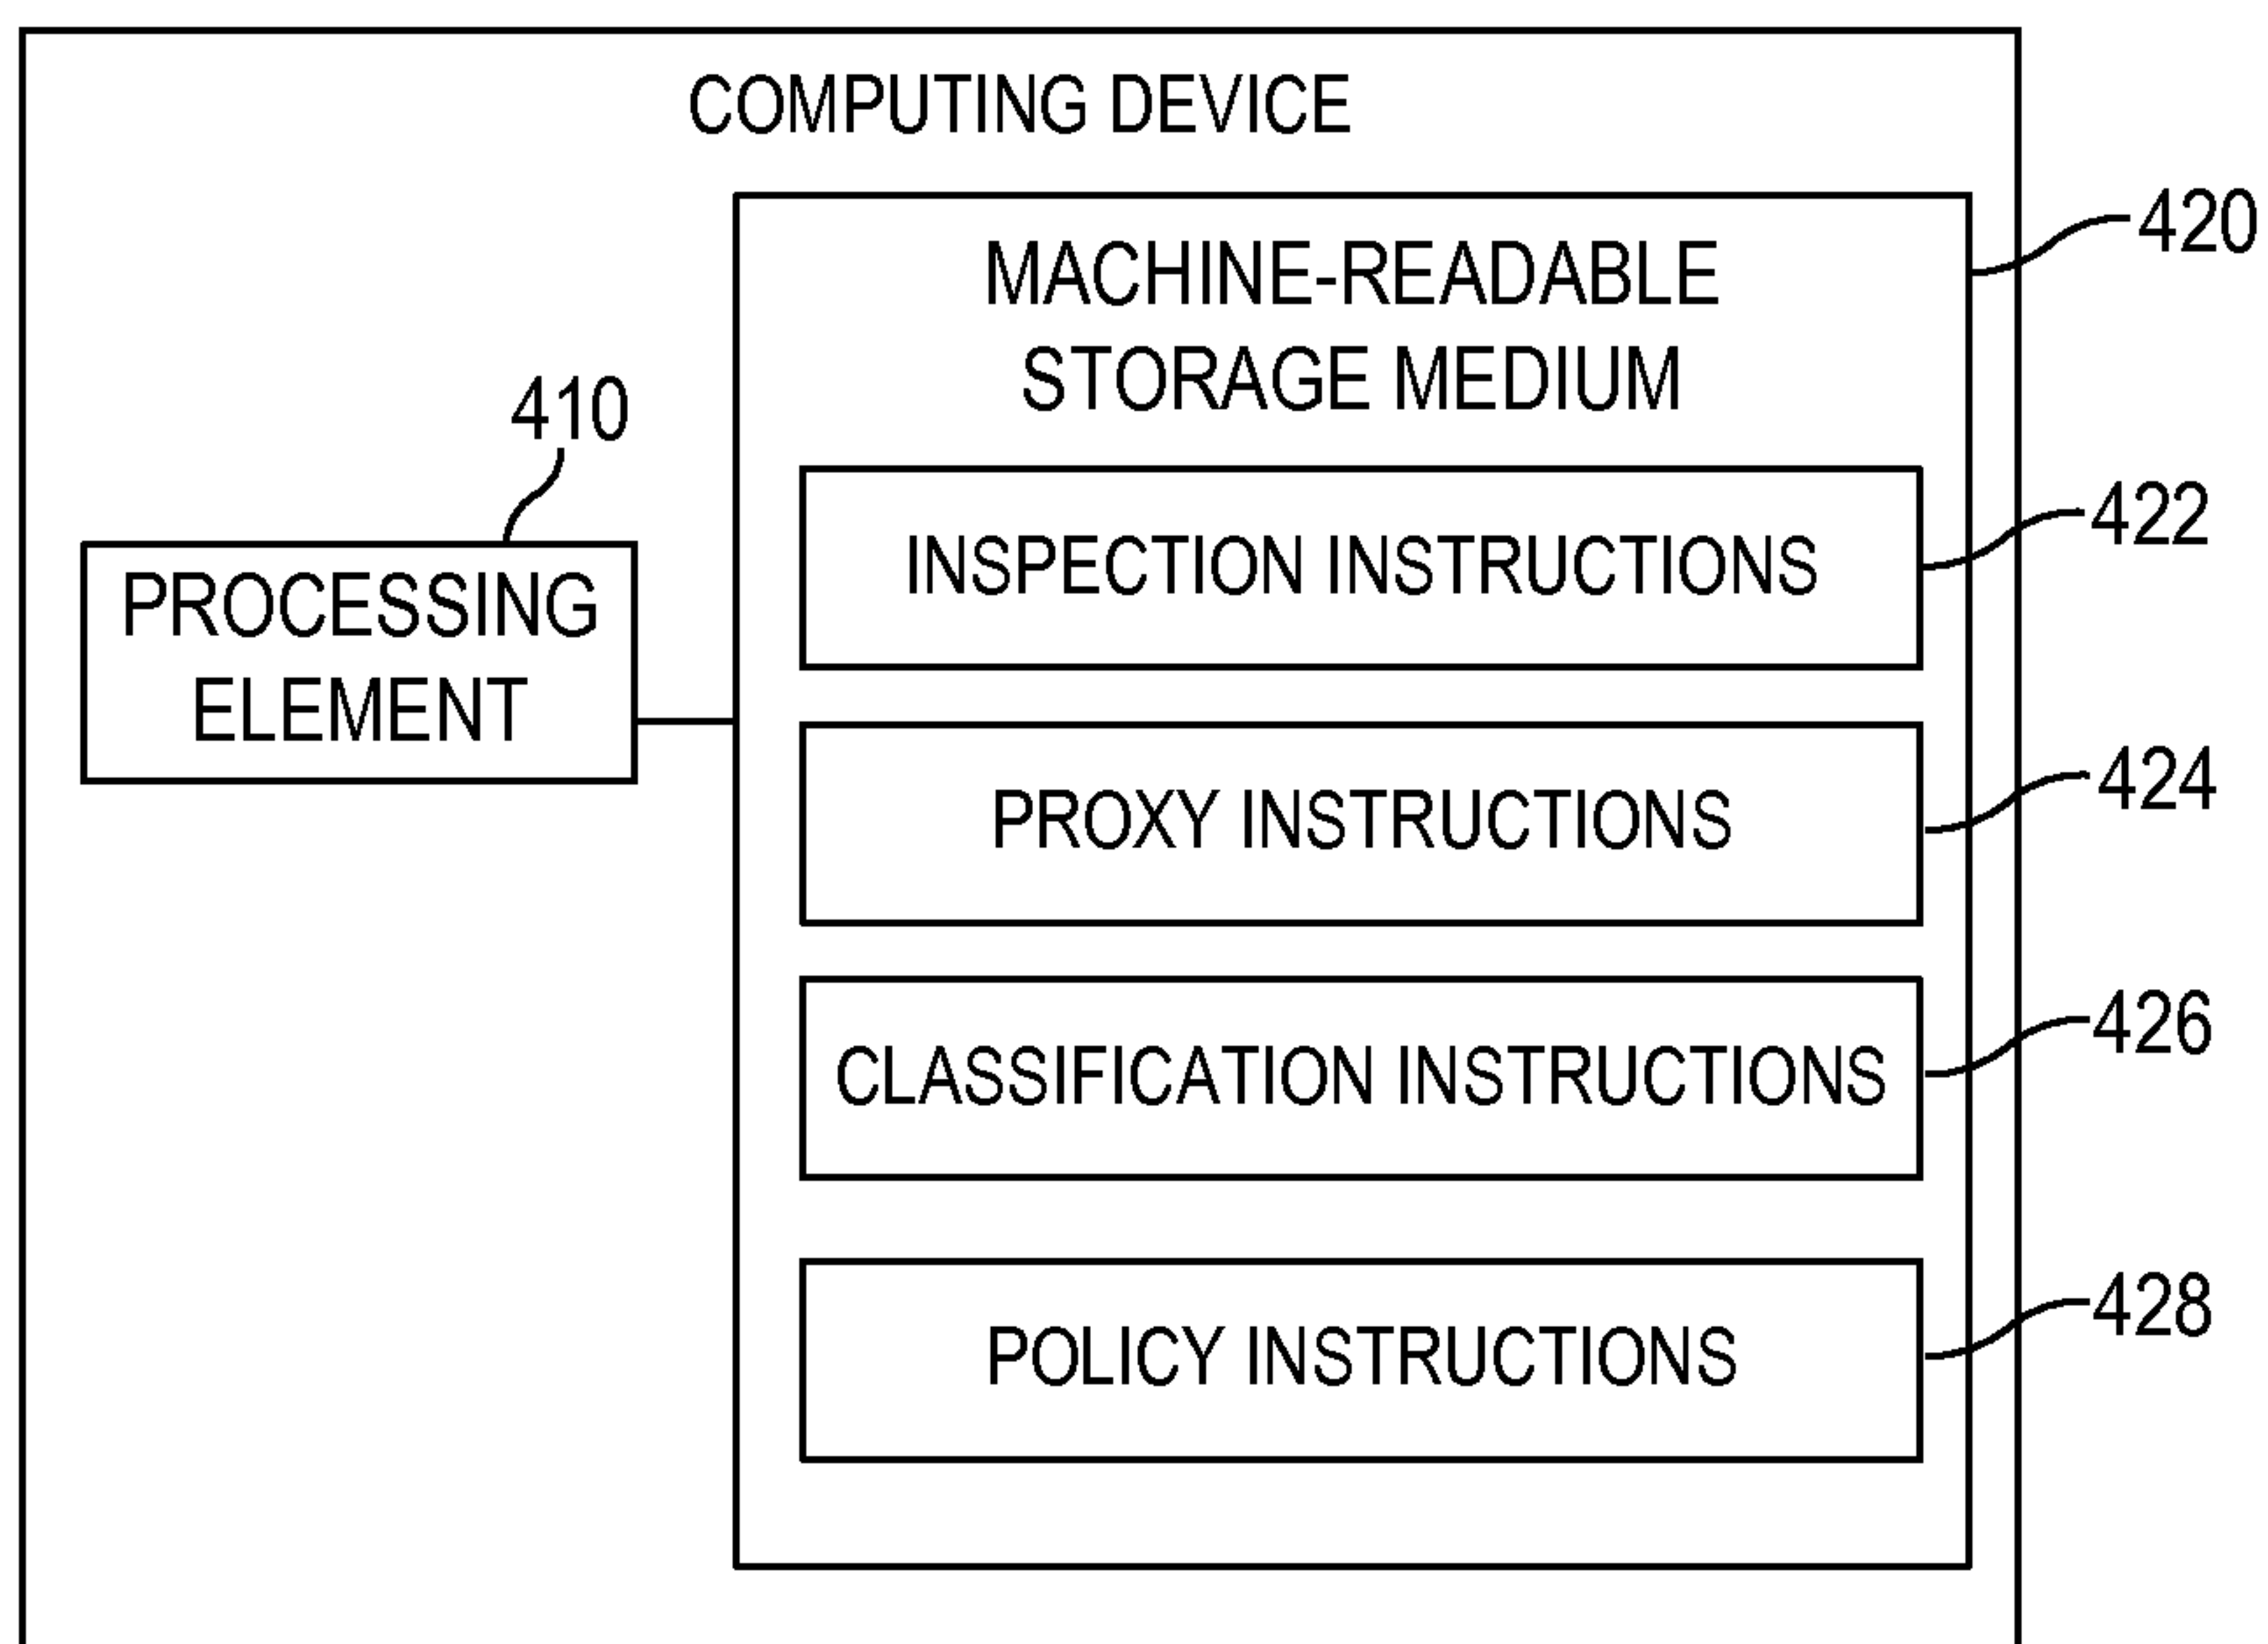 COMPUTING DEVICE
420
MACHINE-READABLE
STORAGE MEDIUM
410
PROCESSING
ELEMENT
INSPECTION INSTRUCTIONS
422
PROXY INSTRUCTIONS
424
CLASSIFICATION INSTRUCTIONS
426
POLICY INSTRUCTIONS
428